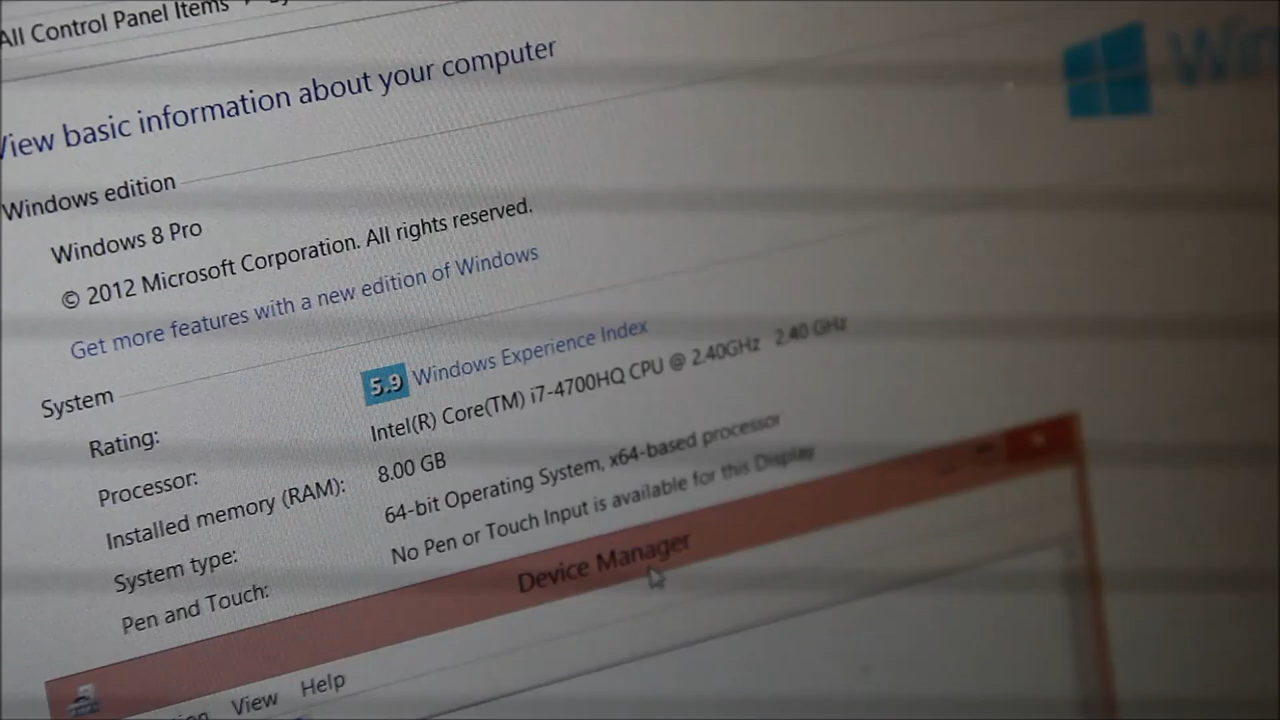 All Control Panel Items
View basic information about your computer
Windows edition
Windows 8 Pro
© 2012 Microsoft Corporation. All rights reserved.
Get more features with a new edition of Windows
System
Rating: 5.9 Windows Experience Index
Processor: Intel(R) Core(TM) i7-4700HQ CPU @ 2.40GHz 2.40 GHz
Installed memory (RAM): 8.00 GB
System type: 64-bit Operating System, x64-based processor
Pen and Touch: No Pen or Touch Input is available for this Display
Device Manager
View Help